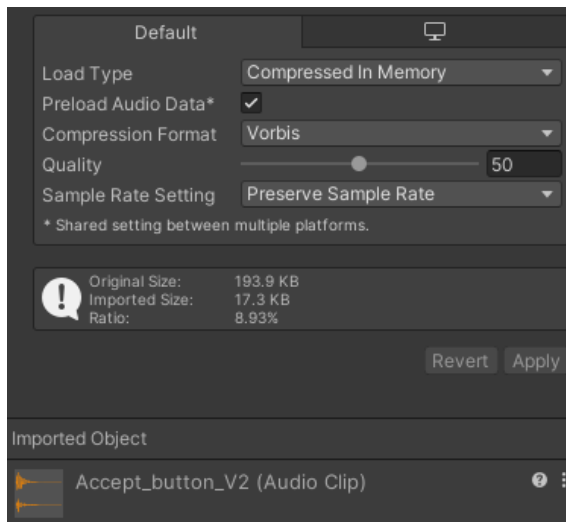 Default
Load Type Compressed In Memory
Preload Audio Data*
Compression Format Vorbis
Quality 50
Sample Rate Setting Preserve Sample Rate
* Shared setting between multiple platforms.
Original Size: 193.9 KB
Imported Size: 17.3 KB
Ratio: 8.93%
Revert Apply
Imported Object
Accept_button_V2 (Audio Clip)